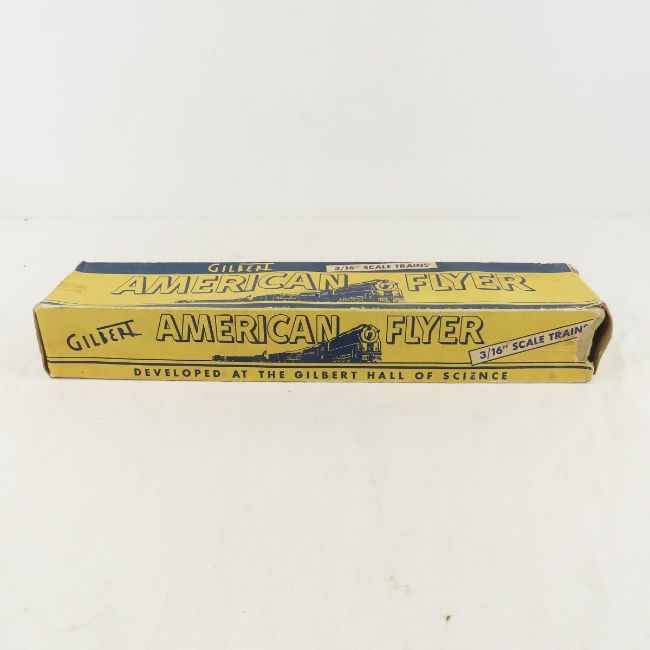 GILBERT
3/16" SCALE TRAINS
AMERICAN FLYER
GILBERT
AMERICAN FLYER
3/16" SCALE TRAINS
DEVELOPED AT THE GILBERT HALL OF SCIENCE